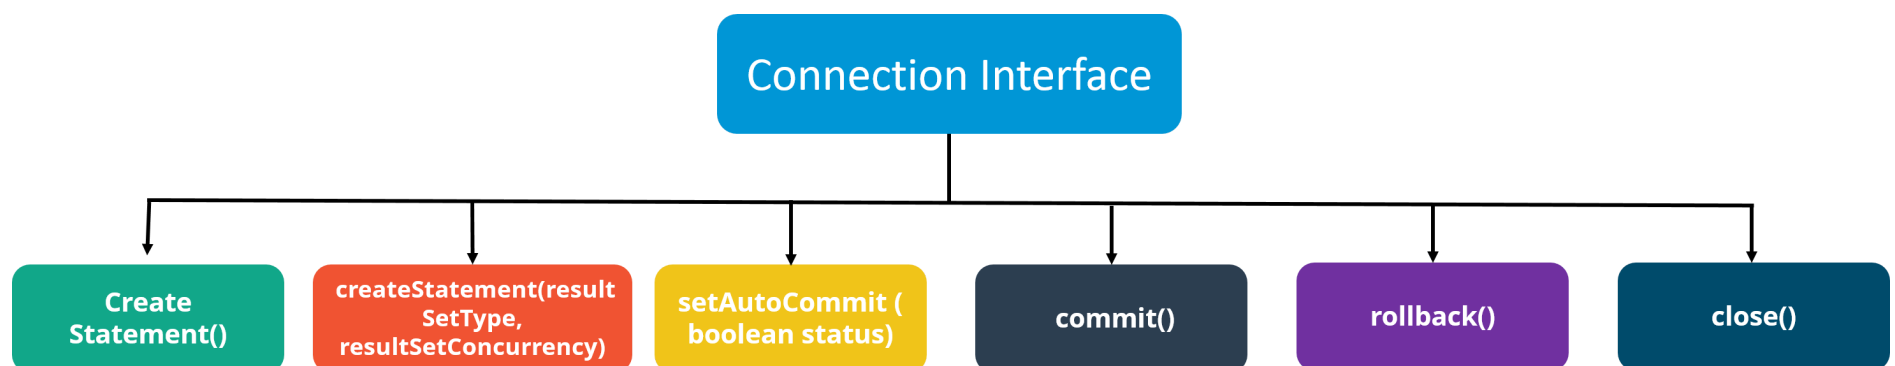 Connection Interface
Create
Statement()
createStatement(result
SetType,
resultSetConcurrency)
setAutoCommit (
boolean status)
commit()
rollback()
close()